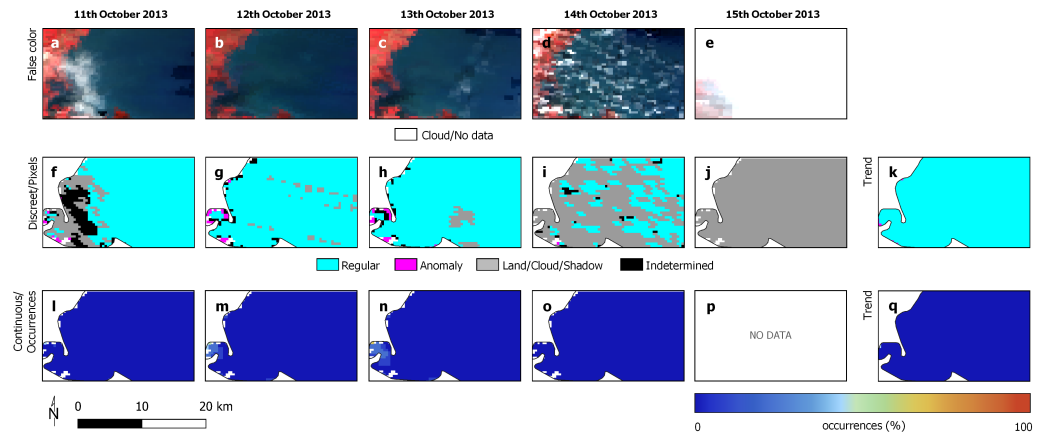 11th October 2013 12th October 2013 13th October 2013 14th October 2013 15th October 2013
False color
a b c d e
Cloud/No data
Discreet/Pixels
f g h i j
Trend
k
Regular Anomaly Land/Cloud/Shadow Indetermined
Continuous/
Occurrences
l m n o p
NO DATA
Trend
q
N
0 10 20 km
0 occurrences (%) 100